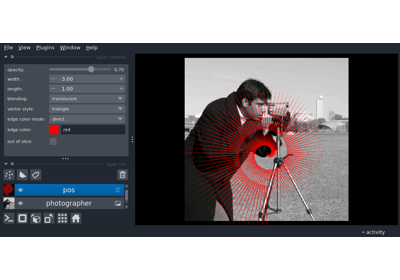 File View Plugins Window Help
opacity: 0.70
width: 3.00
length: 1.00
blending: translucent
vector style: triangle
edge color mode: direct
edge color: red
out of slice:
pos
photographer
activity